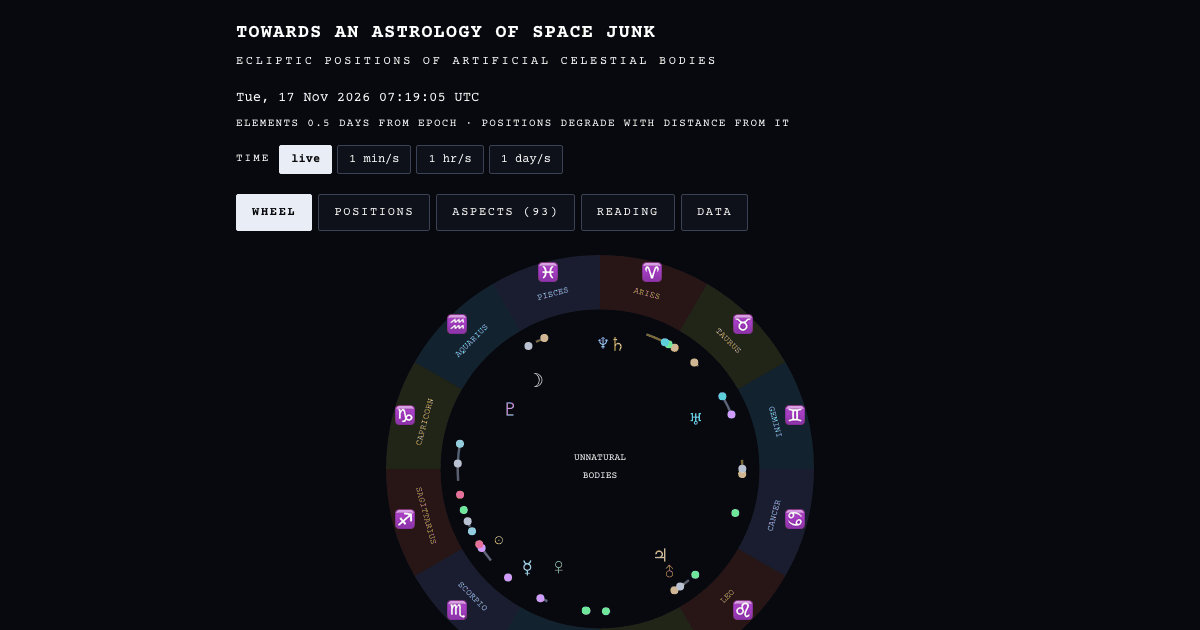 TOWARDS AN ASTROLOGY OF SPACE JUNK
ECLIPTIC POSITIONS OF ARTIFICIAL CELESTIAL BODIES
Tue, 17 Nov 2026 07:19:05 UTC
ELEMENTS 0.5 DAYS FROM EPOCH · POSITIONS DEGRADE WITH DISTANCE FROM IT
TIME live 1 min/s 1 hr/s 1 day/s
WHEEL POSITIONS ASPECTS (93) READING DATA
PISCES
ARIES
AQUARIUS
TAURUS
CAPRICORN
GEMINI
UNNATURAL
BODIES
SAGITTARIUS
CANCER
SCORPIO
LEO